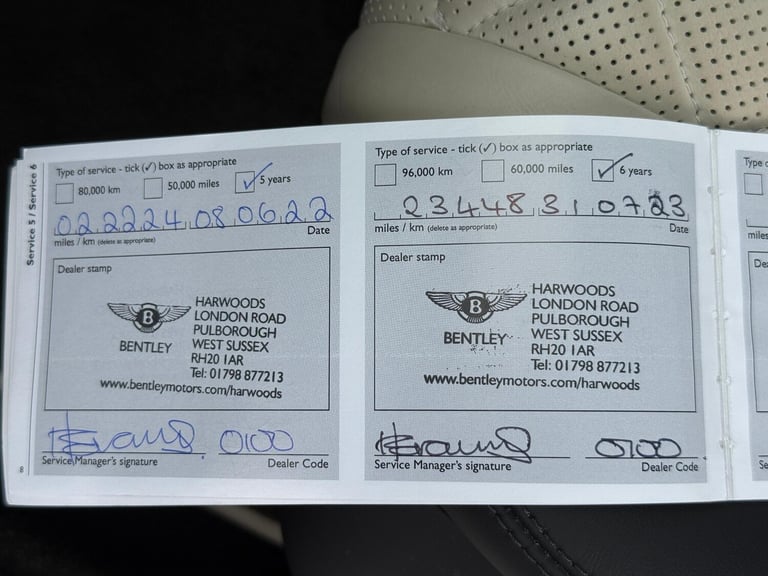 Service 5 / Service 6
Type of service - tick (✓) box as appropriate
80,000 km 50,000 miles ✓ 5 years
022224 08 06 22
miles / km (delete as appropriate) Date
Dealer stamp
B
BENTLEY
HARWOODS
LONDON ROAD
PULBOROUGH
WEST SUSSEX
RH20 1AR
Tel: 01798 877213
www.bentleymotors.com/harwoods
0100
Service Manager's signature Dealer Code
8
Type of service - tick (✓) box as appropriate
96,000 km 60,000 miles ✓ 6 years
23448 31 07 23
miles / km (delete as appropriate) Date
Dealer stamp
B
BENTLEY
HARWOODS
LONDON ROAD
PULBOROUGH
WEST SUSSEX
RH20 1AR
Tel: 01798 877213
www.bentleymotors.com/harwoods
0100
Service Manager's signature Dealer Code
Type
miles